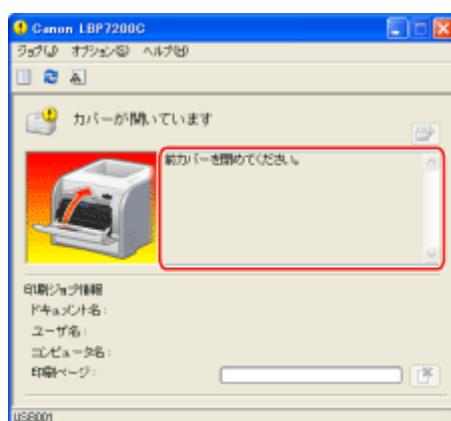 Canon LBP7200C
ジョブ(J) オプション(S) ヘルプ(H)
カバーが開いています
前カバーを閉めてください。
印刷ジョブ情報
ドキュメント名:
ユーザ名:
コンピュータ名:
印刷ページ:
USB001